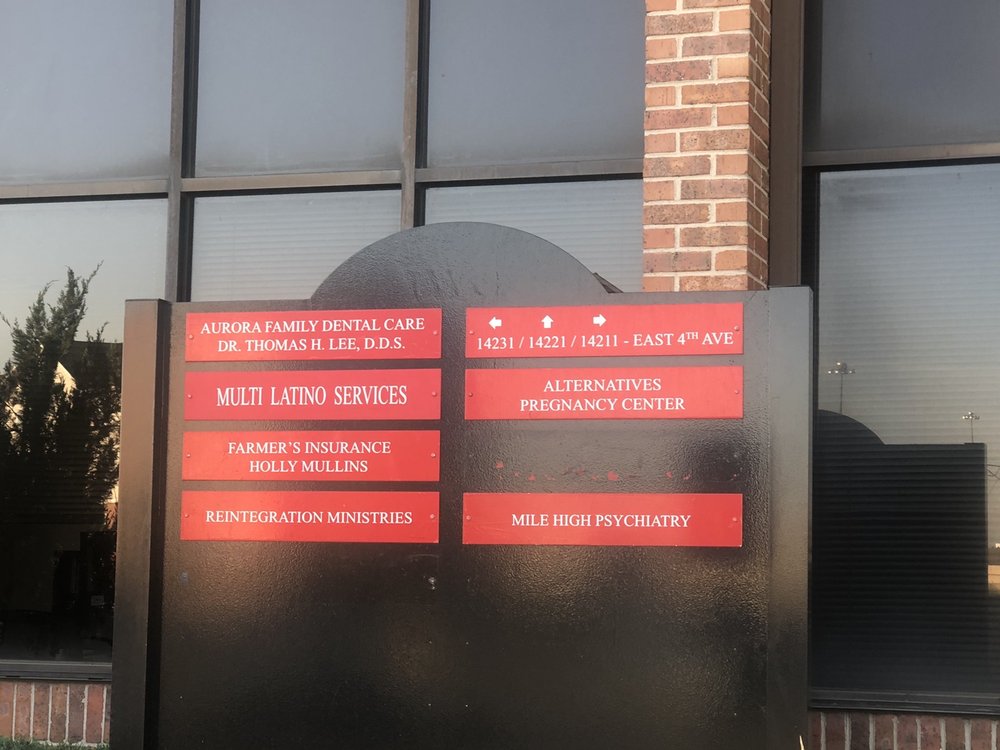 AURORA FAMILY DENTAL CARE
DR. THOMAS H. LEE, D.D.S.
MULTI LATINO SERVICES
FARMER'S INSURANCE
HOLLY MULLINS
REINTEGRATION MINISTRIES
← ↑ →
14231 / 14221 / 14211 - EAST 4TH AVE
ALTERNATIVES
PREGNANCY CENTER
MILE HIGH PSYCHIATRY